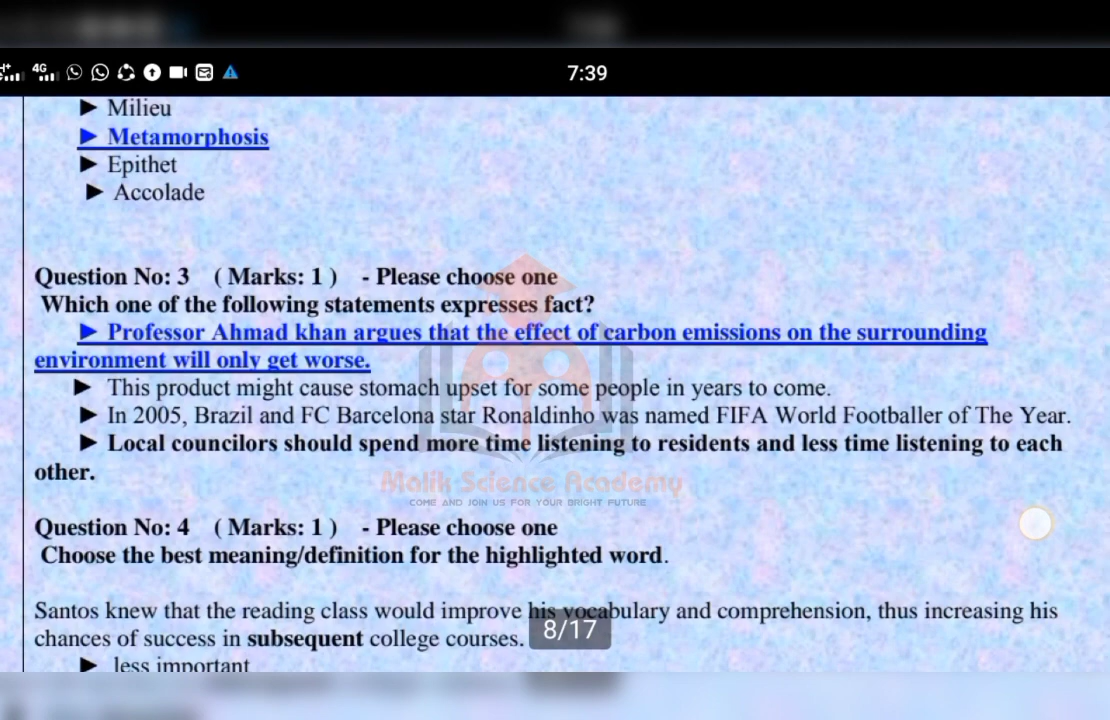 4G
7:39
► Milieu
► Metamorphosis
► Epithet
► Accolade
Question No: 3 ( Marks: 1 ) - Please choose one
Which one of the following statements expresses fact?
► Professor Ahmad khan argues that the effect of carbon emissions on the surrounding
environment will only get worse.
► This product might cause stomach upset for some people in years to come.
► In 2005, Brazil and FC Barcelona star Ronaldinho was named FIFA World Footballer of The Year.
► Local councilors should spend more time listening to residents and less time listening to each
other.
Malik Science Academy
COME AND JOIN US FOR YOUR BRIGHT FUTURE
Question No: 4 ( Marks: 1 ) - Please choose one
Choose the best meaning/definition for the highlighted word.
Santos knew that the reading class would improve his vocabulary and comprehension, thus increasing his
chances of success in subsequent college courses.
8/17
► less important